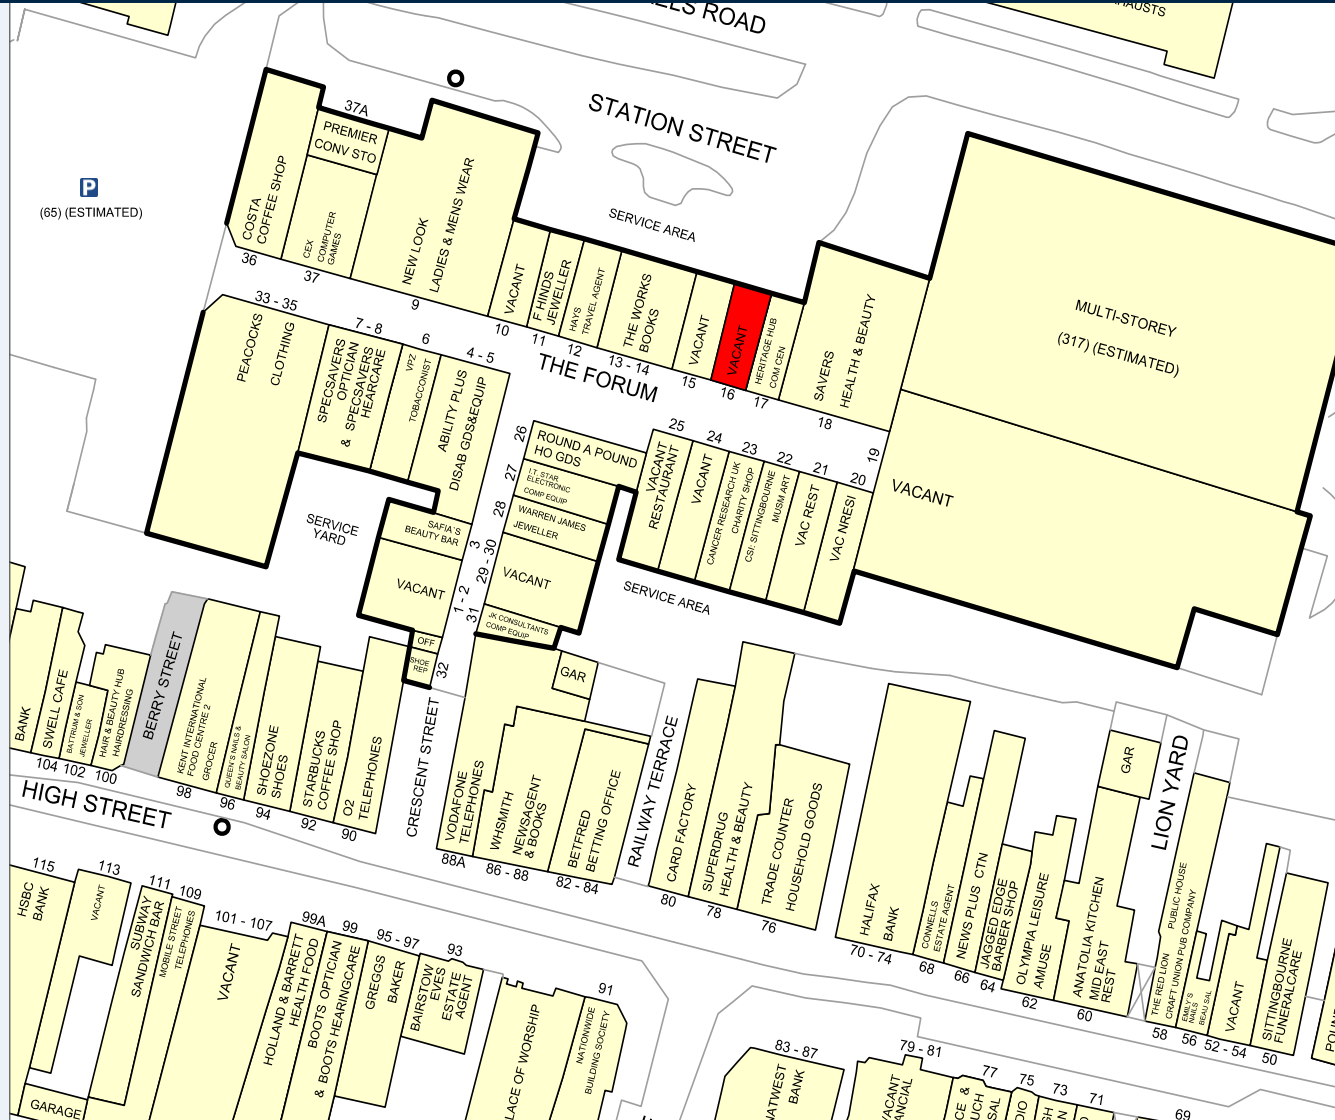 LLS ROAD
HAUSTS
37A
STATION STREET
PREMIER
CONV STO
P
(65) (ESTIMATED)
COSTA
COFFEE SHOP
CEX
COMPUTER
GAMES
NEW LOOK
LADIES & MENS WEAR
SERVICE AREA
VACANT
F HINDS
JEWELLER
HAYS
TRAVEL AGENT
THE WORKS
BOOKS
VACANT
VACANT
HERITAGE HUB
COM CEN
SAVERS
HEALTH & BEAUTY
MULTI-STOREY
(317) (ESTIMATED)
36
37
9
10
11
12
13 - 14
15
16
17
18
19
33 - 35
7 - 8
6
4 - 5
THE FORUM
PEACOCKS
CLOTHING
SPECSAVERS
OPTICIAN
& SPECSAVERS
HEARCARE
VPZ
TOBACCONIST
ABILITY PLUS
DISAB GDS&EQUIP
26
27
28
29 - 30
31
ROUND A POUND
HO GDS
I.T. STAR
ELECTRONIC
COMP EQUIP
WARREN JAMES
JEWELLER
VACANT
JK CONSULTANTS
COMP EQUIP
25
24
23
22
21
20
VACANT
RESTAURANT
VACANT
CANCER RESEARCH UK
CHARITY SHOP
CSI: SITTINGBOURNE
MUSM ART
VAC REST
VAC NRESI
VACANT
SERVICE
YARD
SAFIA'S
BEAUTY BAR
3
VACANT
1 - 2
OFF
SHOE
REP
32
SERVICE AREA
BANK
SWELL CAFE
BATTRUM & SON
JEWELLER
HAIR & BEAUTY HUB
HAIRDRESSING
BERRY STREET
KENT INTERNATIONAL
FOOD CENTRE 2
GROCER
QUEEN S NAILS &
BEAUTY SALON
SHOEZONE
SHOES
STARBUCKS
COFFEE SHOP
O2
TELEPHONES
CRESCENT STREET
VODAFONE
TELEPHONES
GAR
WHSMITH
NEWSAGENT
& BOOKS
BETFRED
BETTING OFFICE
RAILWAY TERRACE
CARD FACTORY
SUPERDRUG
HEALTH & BEAUTY
TRADE COUNTER
HOUSEHOLD GOODS
HALIFAX
BANK
CONNELLS
ESTATE AGENT
NEWS PLUS CTN
JAGGED EDGE
BARBER SHOP
OLYMPIA LEISURE
AMUSE
ANATOLIA KITCHEN
MID EAST
REST
GAR
LION YARD
THE RED LION PUBLIC HOUSE
CRAFT UNION PUB COMPANY
EMILY'S
NAILS
BEAU SAL
VACANT
SITTINGBOURNE
FUNERALCARE
POUN
104
102
100
98
96
94
92
90
88A
86 - 88
82 - 84
80
78
76
70 - 74
68
66
64
62
60
58
56
52 - 54
50
HIGH STREET
115
113
111
109
101 - 107
99A
99
95 - 97
93
91
HSBC
BANK
VACANT
SUBWAY
SANDWICH BAR
MOBILE STREET
TELEPHONES
VACANT
HOLLAND & BARRETT
HEALTH FOOD
BOOTS OPTICIAN
& BOOTS HEARINGCARE
GREGGS
BAKER
BAIRSTOW
EVES
ESTATE
AGENT
LACE OF WORSHIP
NATIONWIDE
BUILDING SOCIETY
GARAGE
83 - 87
79 - 81
77
75
73
71
69
ATWEST
BANK
VACANT
NCIAL